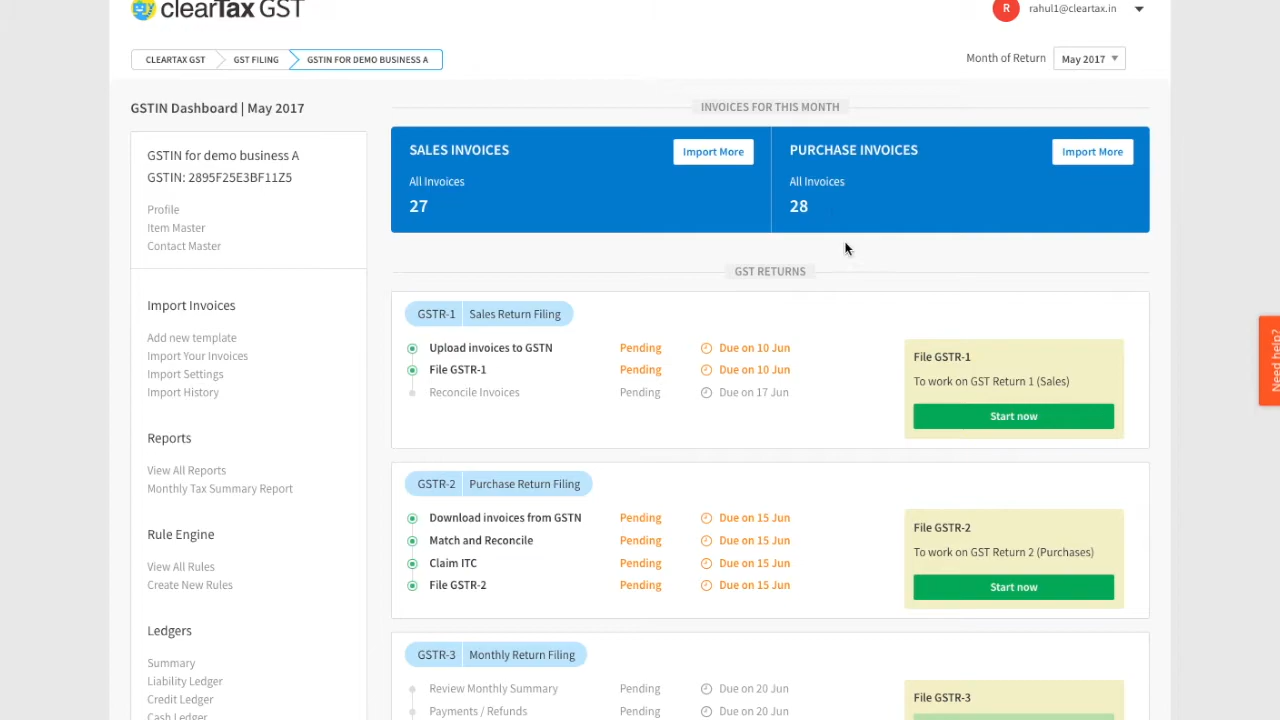 clearTax GST
R rahul1@cleartax.in
CLEARTAX GST GST FILING GSTIN FOR DEMO BUSINESS A
Month of Return May 2017
GSTIN Dashboard | May 2017
GSTIN for demo business A
GSTIN: 2895F25E3BF11Z5
Profile
Item Master
Contact Master
Import Invoices
Add new template
Import Your Invoices
Import Settings
Import History
Reports
View All Reports
Monthly Tax Summary Report
Rule Engine
View All Rules
Create New Rules
Ledgers
Summary
Liability Ledger
Credit Ledger
Cash Ledger
INVOICES FOR THIS MONTH
SALES INVOICES
Import More
All Invoices
27
PURCHASE INVOICES
Import More
All Invoices
28
GST RETURNS
GSTR-1 Sales Return Filing
Upload invoices to GSTN Pending Due on 10 Jun
File GSTR-1 Pending Due on 10 Jun
Reconcile Invoices Pending Due on 17 Jun
File GSTR-1
To work on GST Return 1 (Sales)
Start now
GSTR-2 Purchase Return Filing
Download invoices from GSTN Pending Due on 15 Jun
Match and Reconcile Pending Due on 15 Jun
Claim ITC Pending Due on 15 Jun
File GSTR-2 Pending Due on 15 Jun
File GSTR-2
To work on GST Return 2 (Purchases)
Start now
GSTR-3 Monthly Return Filing
Review Monthly Summary Pending Due on 20 Jun
Payments / Refunds Pending Due on 20 Jun
File GSTR-3
Need help?